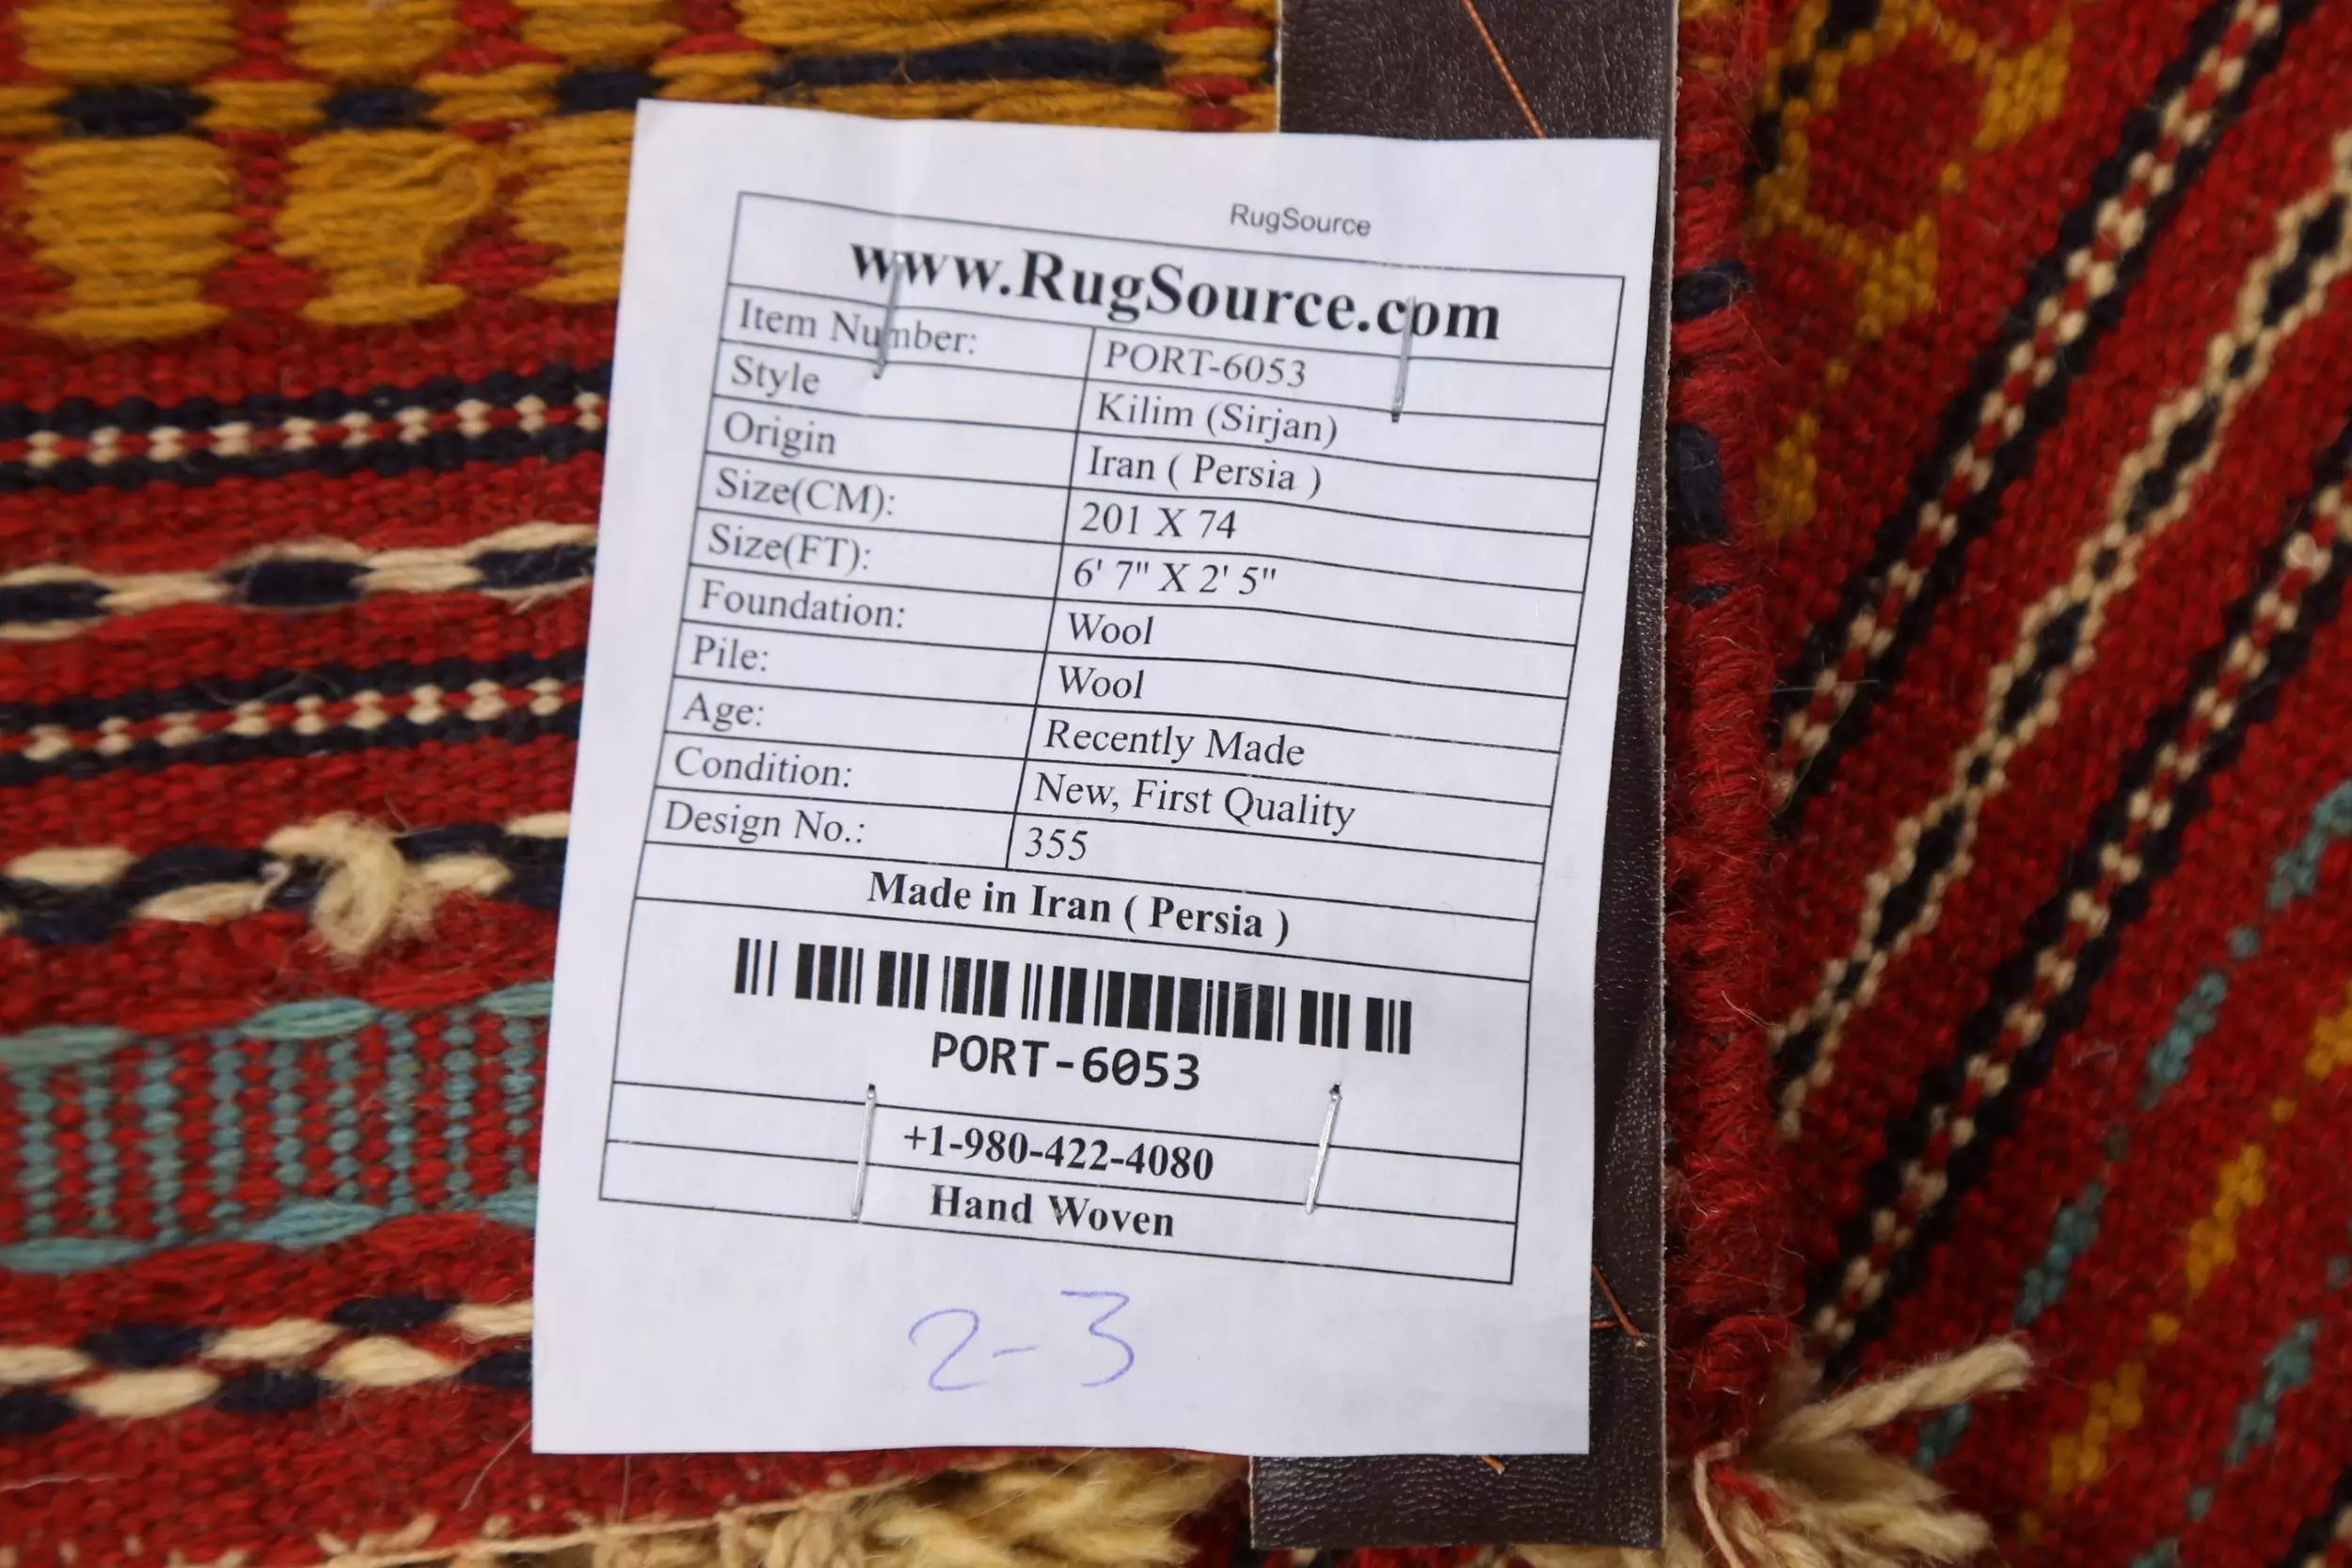 RugSource
www.RugSource.com
Item Number: PORT-6053
Style Kilim (Sirjan)
Origin Iran ( Persia )
Size(CM): 201 X 74
Size(FT): 6' 7" X 2' 5"
Foundation: Wool
Pile: Wool
Age: Recently Made
Condition: New, First Quality
Design No.: 355
Made in Iran ( Persia )
PORT-6053
+1-980-422-4080
Hand Woven
2-3